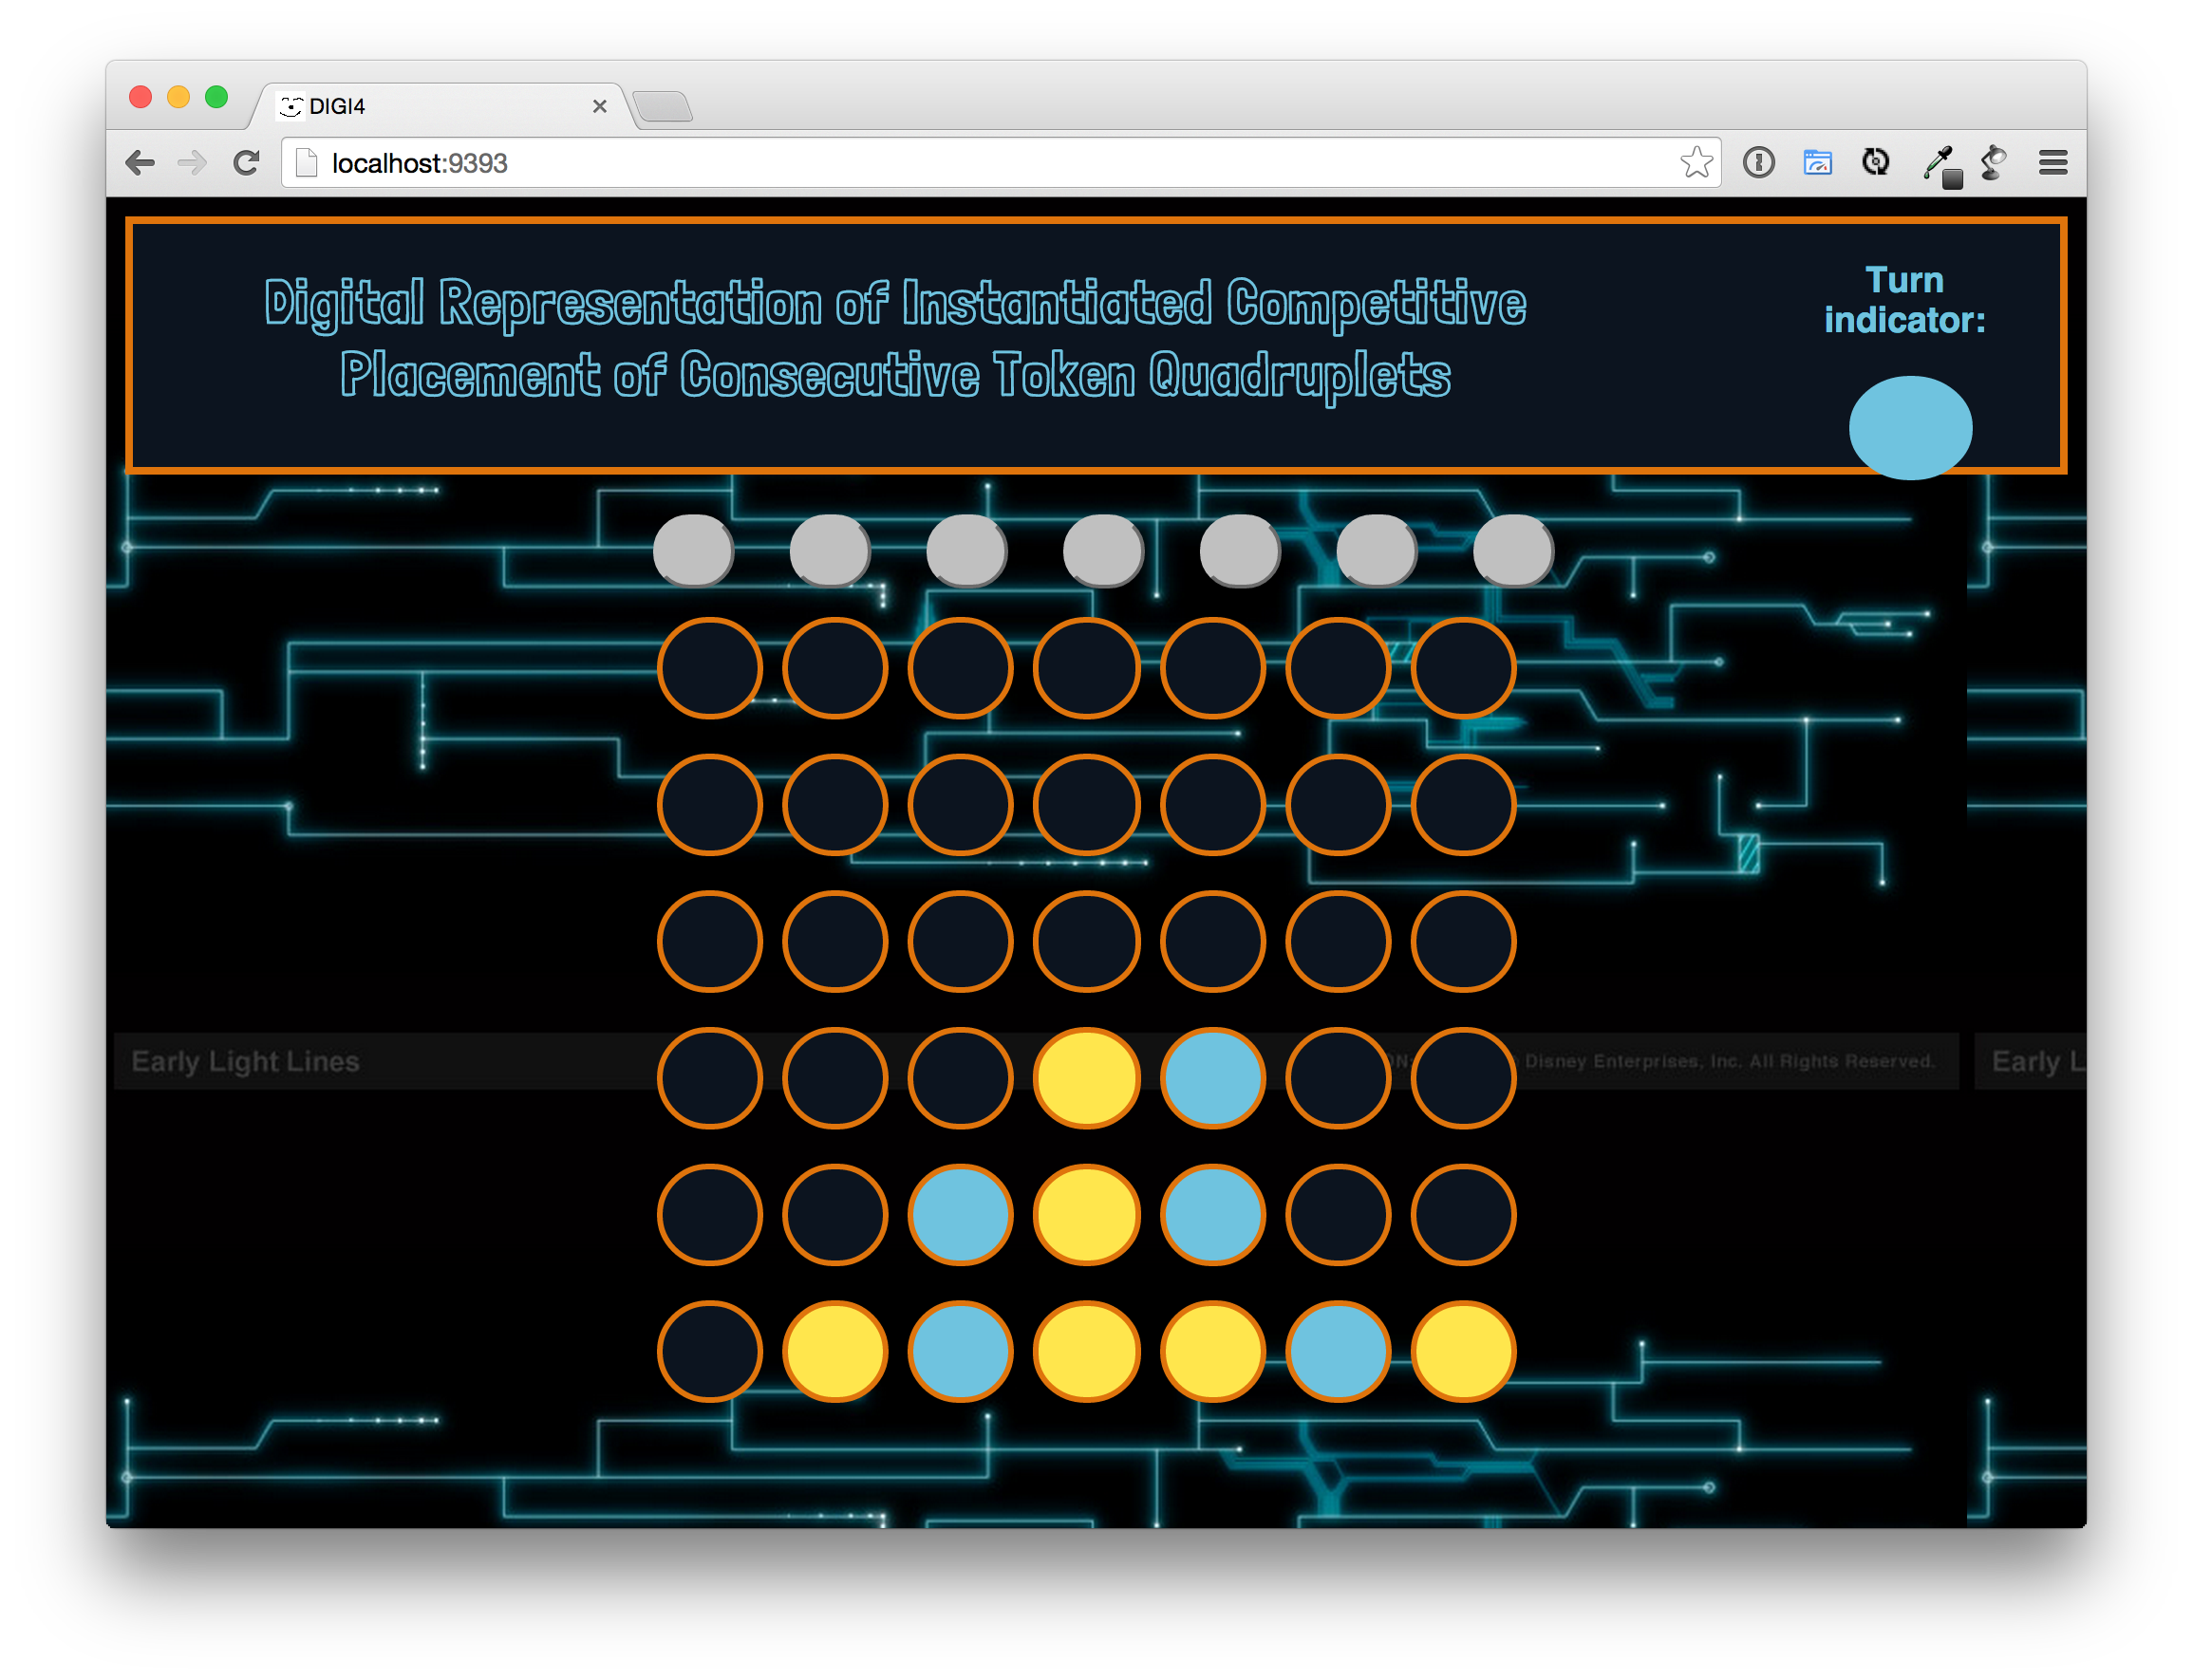 DIGI4
localhost:9393
Digital Representation of Instantiated Competitive
Placement of Consecutive Token Quadruplets
Turn
indicator:
Early Light Lines
Disney Enterprises, Inc. All Rights Reserved.
Early L